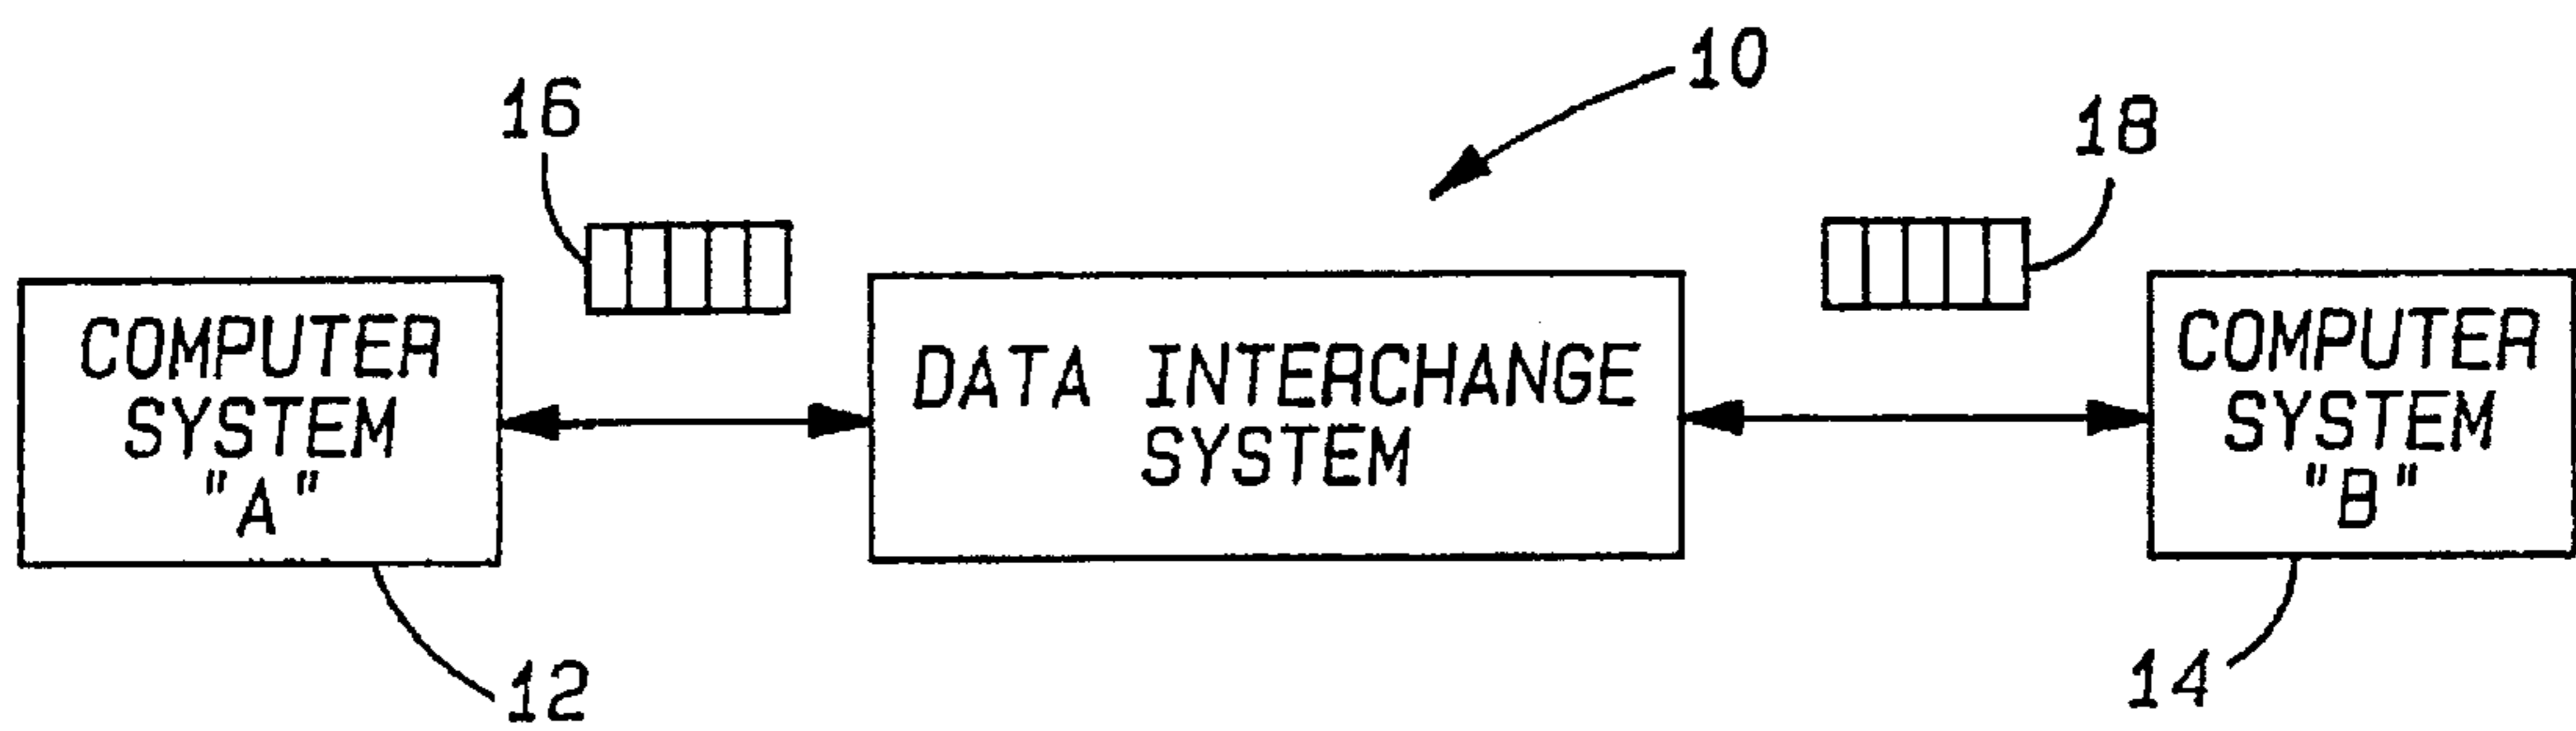 10
16
18
COMPUTER
SYSTEM
"A"
DATA INTERCHANGE
SYSTEM
COMPUTER
SYSTEM
"B"
12
14